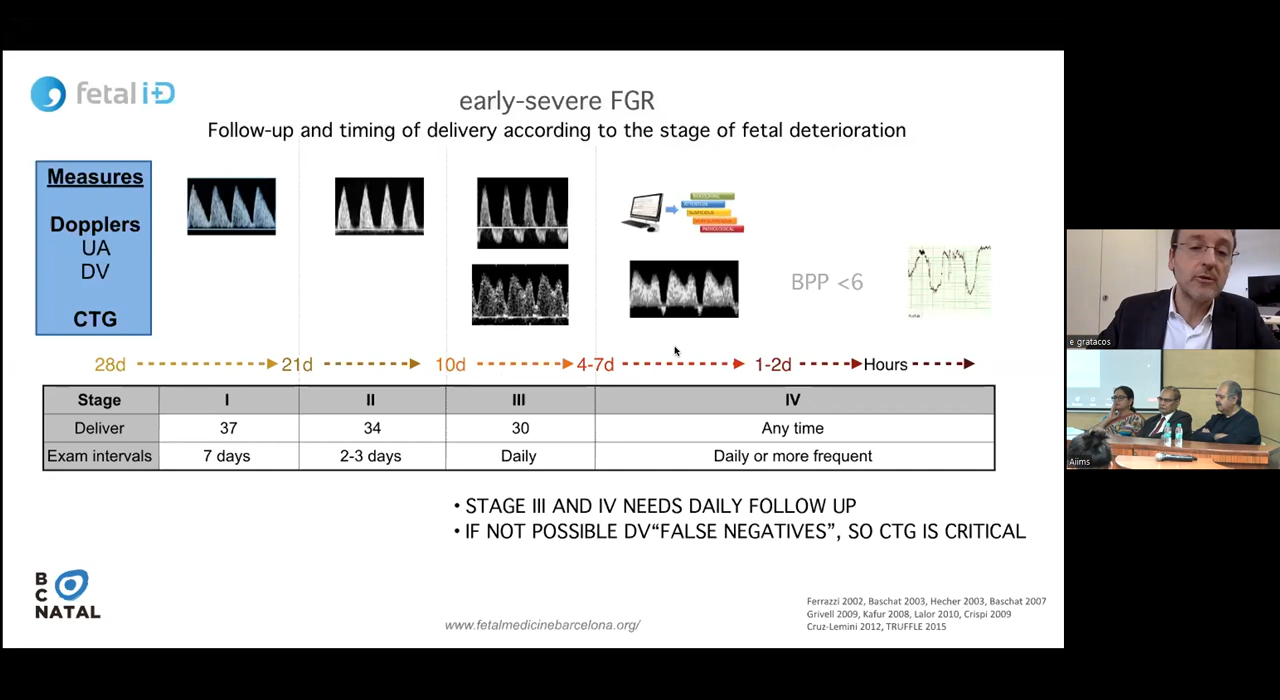 fetal i+D
early-severe FGR
Follow-up and timing of delivery according to the stage of fetal deterioration
Measures
Dopplers
UA
DV
CTG
PATHOLOGICAL
BPP <6
28d 21d 10d 4-7d 1-2d Hours
Stage I II III IV
Deliver 37 34 30 Any time
Exam intervals 7 days 2-3 days Daily Daily or more frequent
• STAGE III AND IV NEEDS DAILY FOLLOW UP
• IF NOT POSSIBLE DV“FALSE NEGATIVES”, SO CTG IS CRITICAL
B
C
NATAL
www.fetalmedicinebarcelona.org/
Ferrazzi 2002, Baschat 2003, Hecher 2003, Baschat 2007
Grivell 2009, Kafur 2008, Lalor 2010, Crispi 2009
Cruz-Lemini 2012, TRUFFLE 2015
e gratacos
Aiims